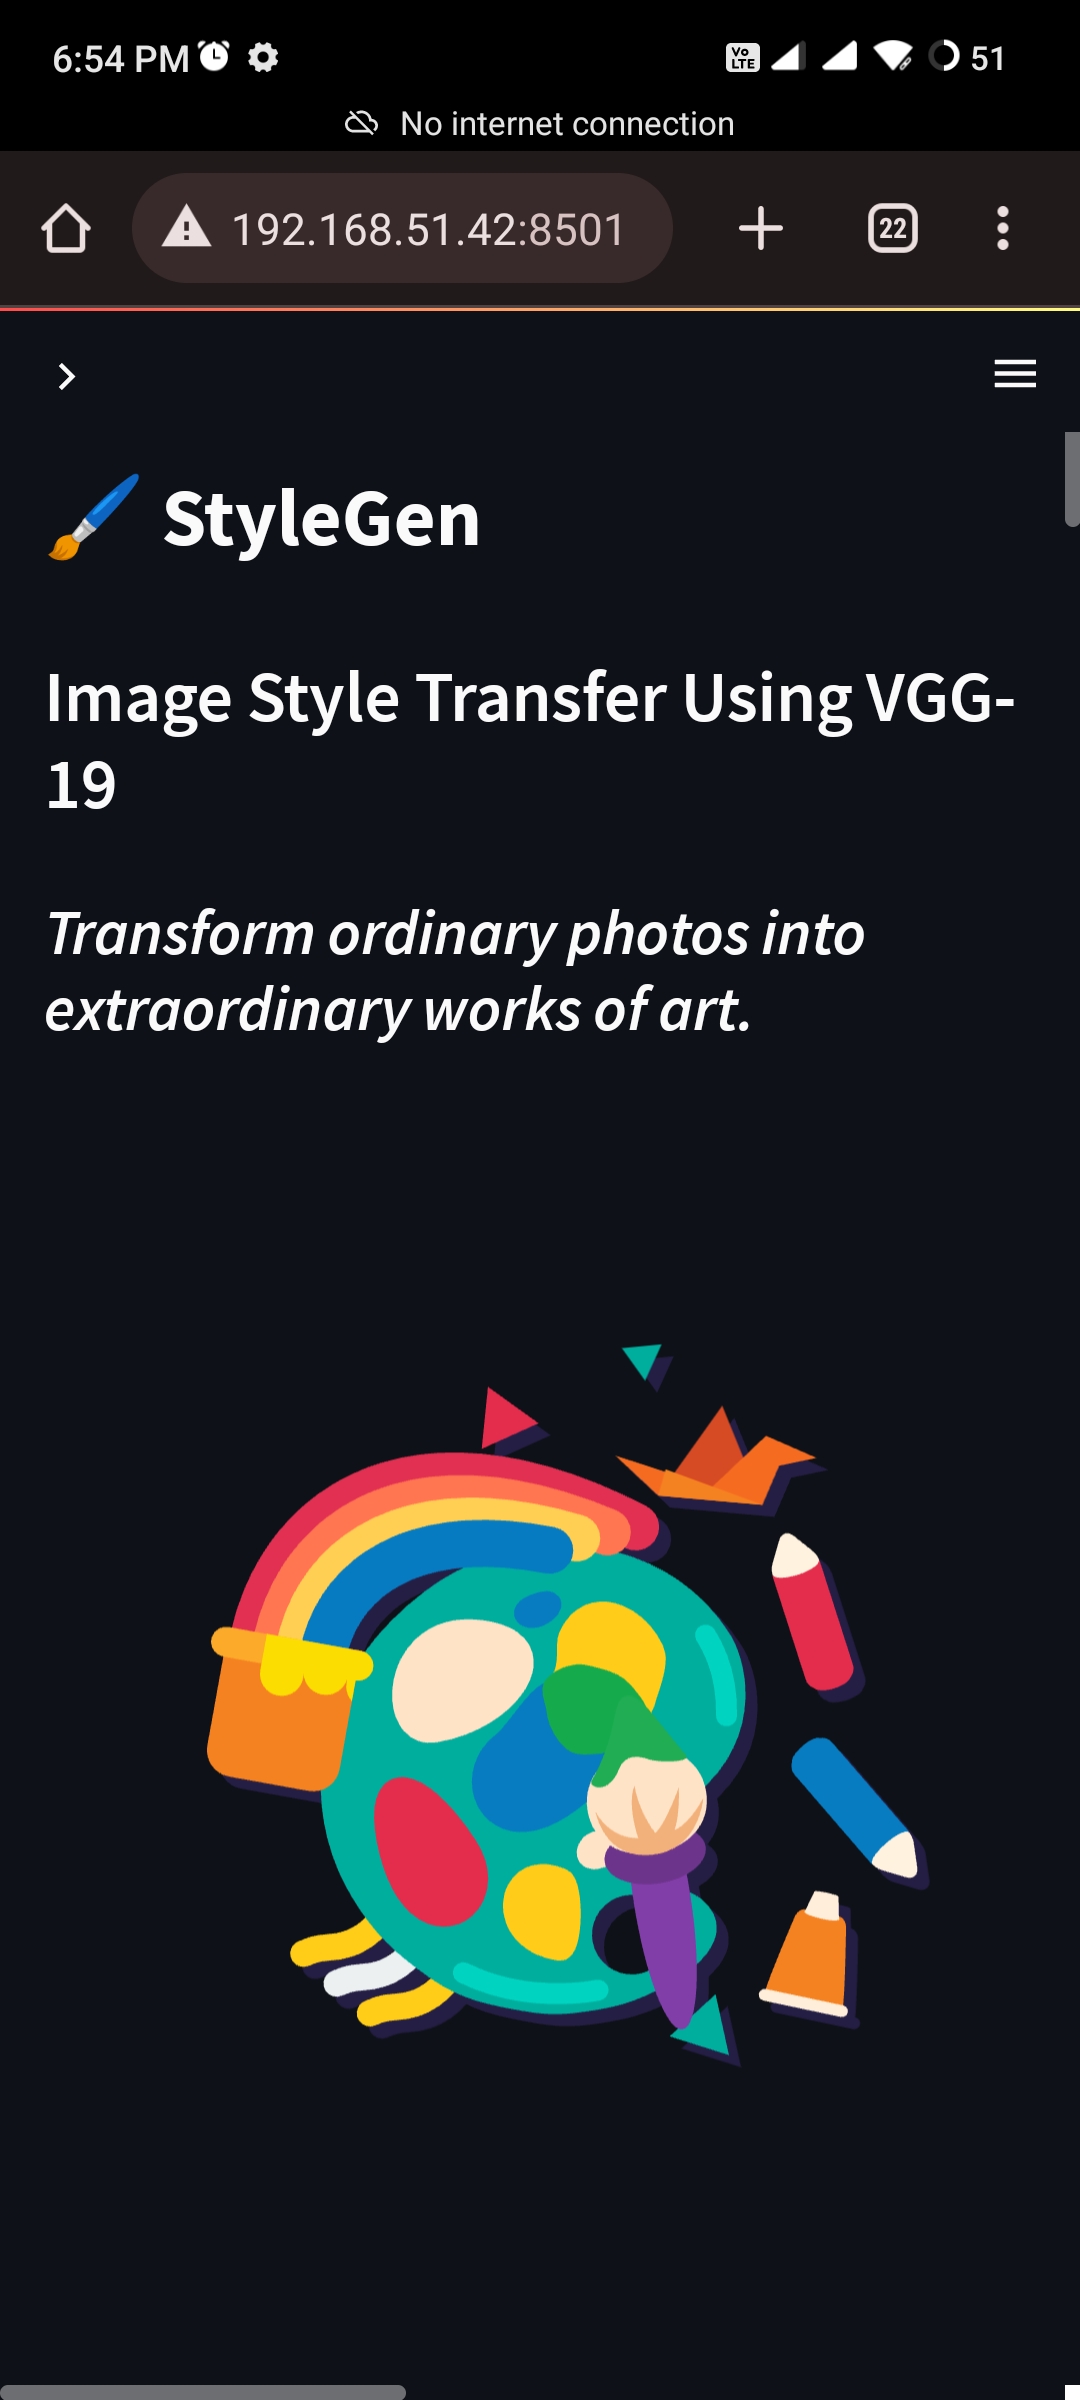 6:54 PM
Vo LTE
51
No internet connection
192.168.51.42:8501
22
StyleGen
Image Style Transfer Using VGG-
19
Transform ordinary photos into
extraordinary works of art.